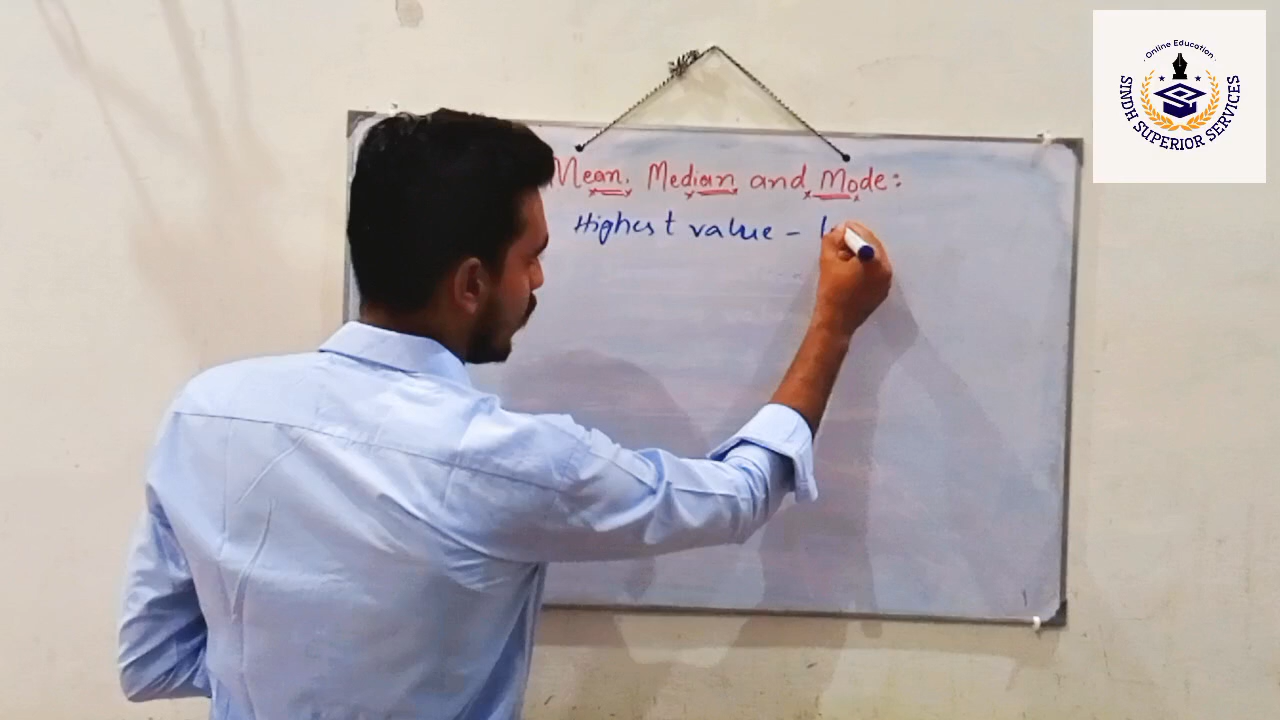 Mean, Median and Mode:
Highest value -
Online Education
SINDH SUPERIOR SERVICES